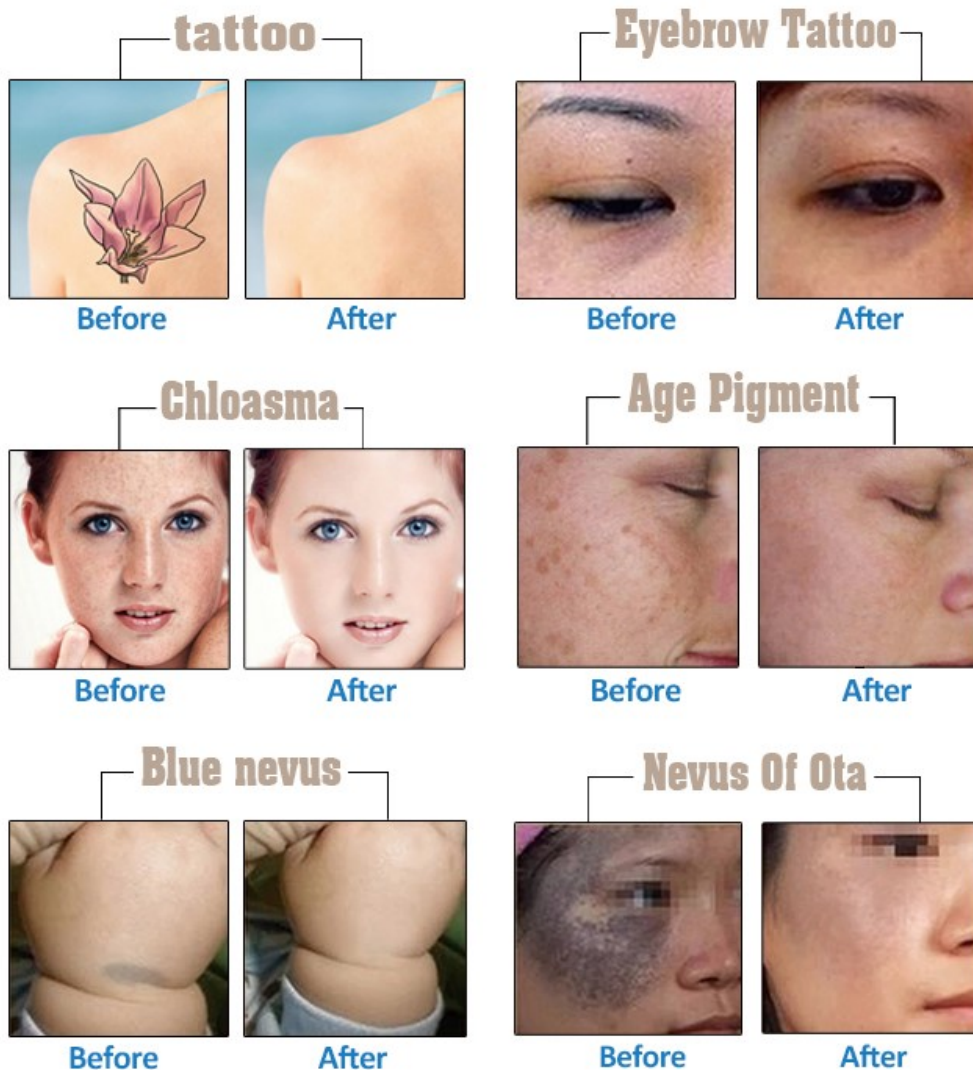 tattoo
Eyebrow Tattoo
Before
After
Before
After
Chloasma
Age Pigment
Before
After
Before
After
Blue nevus
Nevus Of Ota
Before
After
Before
After